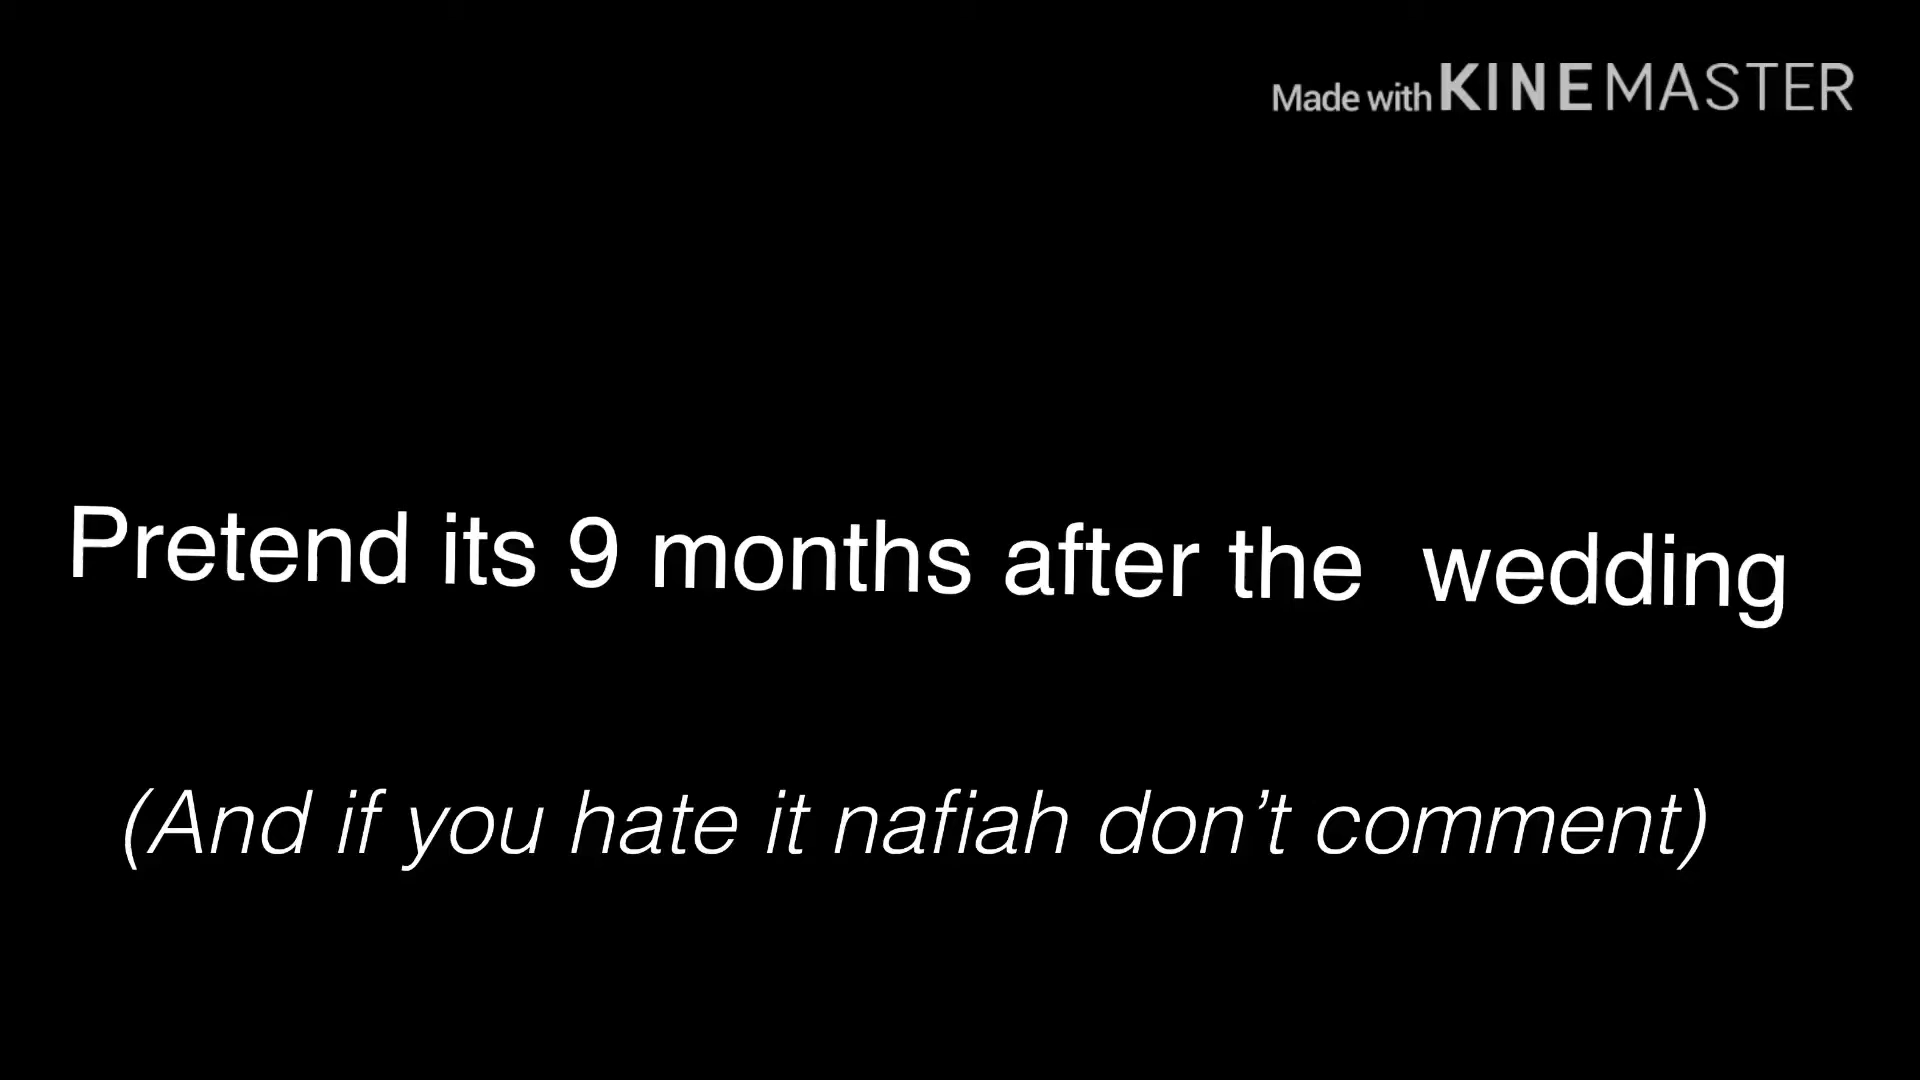 Made with KINEMASTER
Pretend its 9 months after the wedding
(And if you hate it nafiah don’t comment)